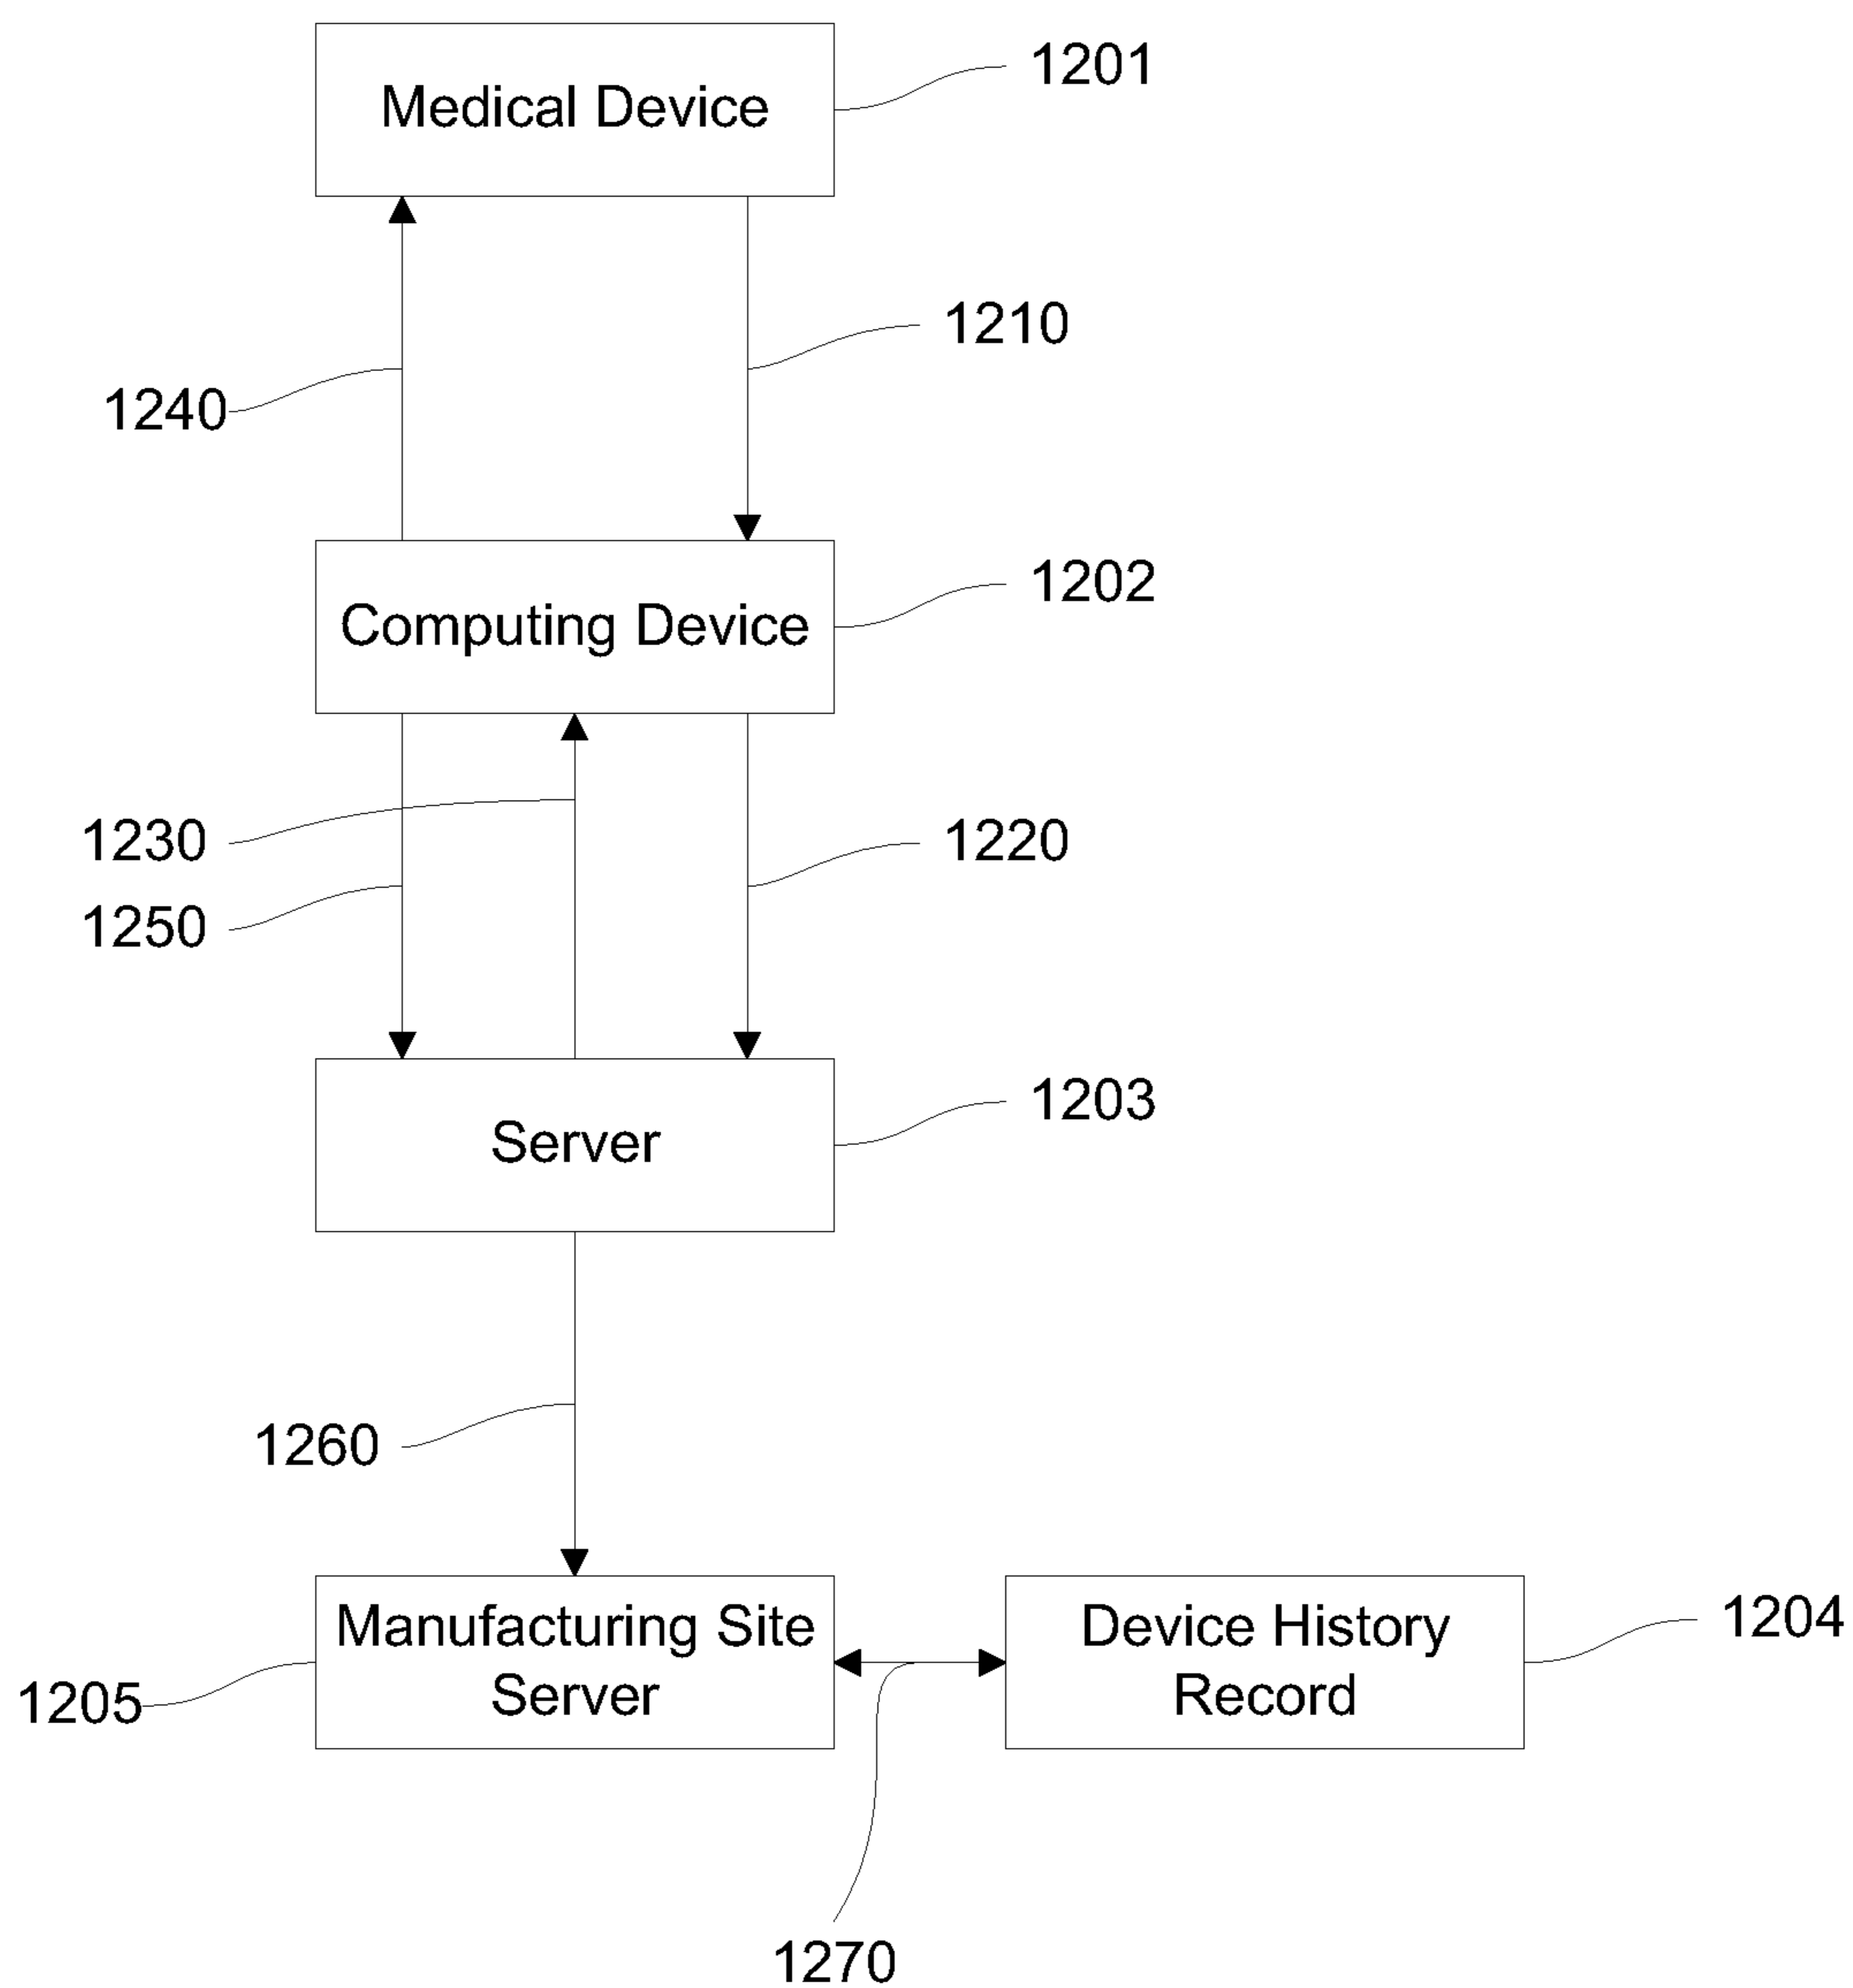 Medical Device
1201
1210
1240
Computing Device
1202
1230
1220
1250
Server
1203
1260
Manufacturing Site
Server
Device History
Record
1204
1205
1270